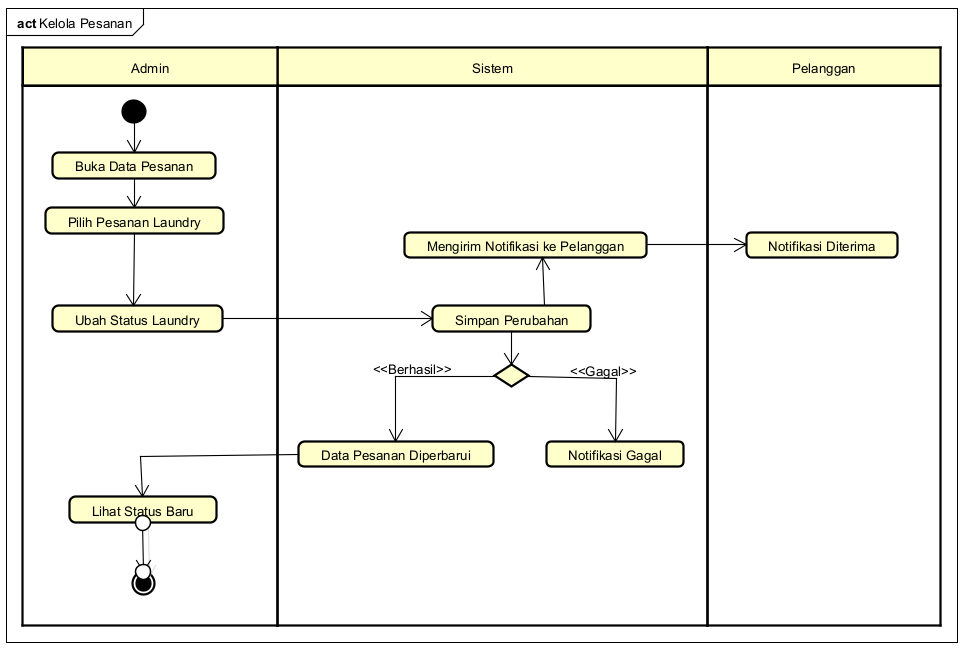 act Kelola Pesanan
Admin
Sistem
Pelanggan
Buka Data Pesanan
Pilih Pesanan Laundry
Mengirim Notifikasi ke Pelanggan
Notifikasi Diterima
Ubah Status Laundry
Simpan Perubahan
<<Berhasil>>
<<Gagal>>
Data Pesanan Diperbarui
Notifikasi Gagal
Lihat Status Baru